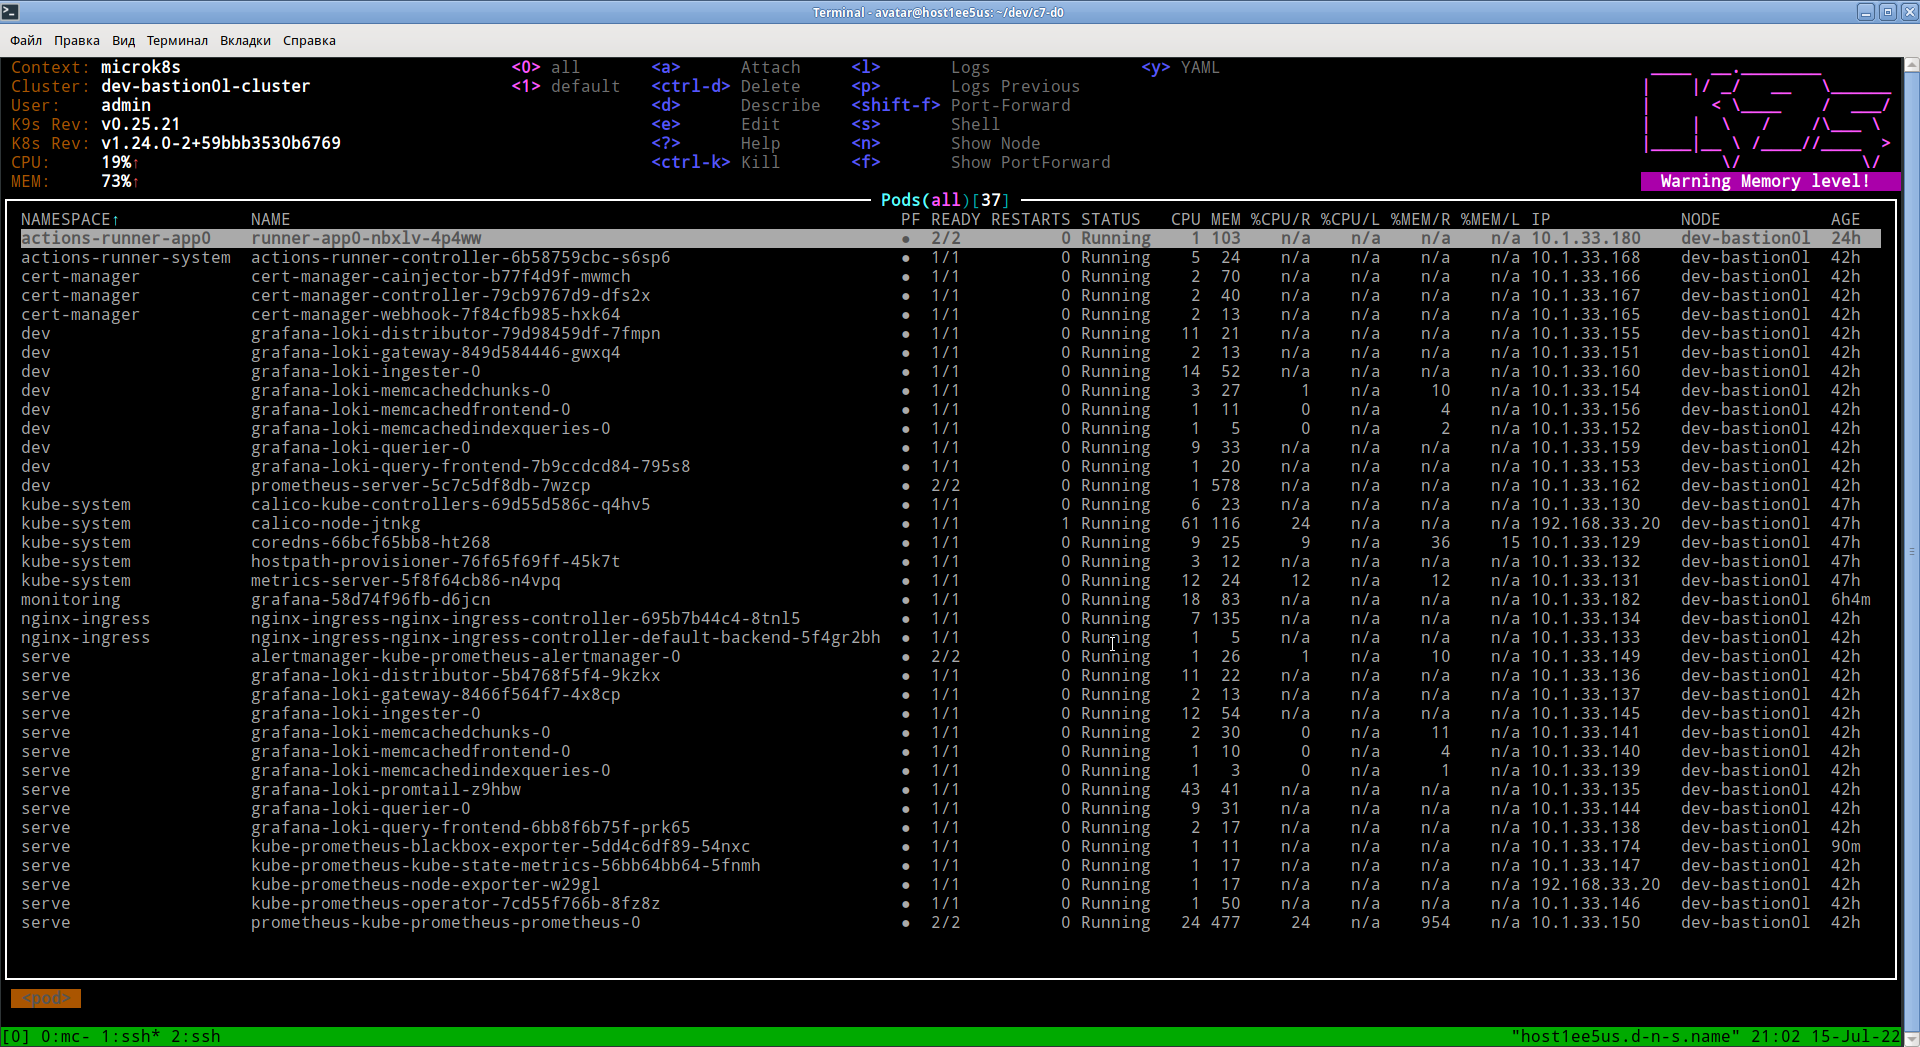 Terminal - avatar@host1ee5us: ~/dev/c7-d0
Файл Правка Вид Терминал Вкладки Справка
Context: microk8s <0> all <a> Attach <l> Logs <y> YAML
Cluster: dev-bastion0l-cluster <1> default <ctrl-d> Delete <p> Logs Previous
User: admin <d> Describe <shift-f> Port-Forward
K9s Rev: v0.25.21 <e> Edit <s> Shell
K8s Rev: v1.24.0-2+59bbb3530b6769 <?> Help <n> Show Node
CPU: 19%↑ <ctrl-k> Kill <f> Show PortForward
MEM: 73%↑
K9s
Warning Memory level!
Pods(all)[37]
NAMESPACE↑ NAME PF READY RESTARTS STATUS CPU MEM %CPU/R %CPU/L %MEM/R %MEM/L IP NODE AGE
actions-runner-app0 runner-app0-nbxlv-4p4ww ● 2/2 0 Running 1 103 n/a n/a n/a n/a 10.1.33.180 dev-bastion0l 24h
actions-runner-system actions-runner-controller-6b58759cbc-s6sp6 ● 1/1 0 Running 5 24 n/a n/a n/a n/a 10.1.33.168 dev-bastion0l 42h
cert-manager cert-manager-cainjector-b77f4d9f-mwmch ● 1/1 0 Running 2 70 n/a n/a n/a n/a 10.1.33.166 dev-bastion0l 42h
cert-manager cert-manager-controller-79cb9767d9-dfs2x ● 1/1 0 Running 2 40 n/a n/a n/a n/a 10.1.33.167 dev-bastion0l 42h
cert-manager cert-manager-webhook-7f84cfb985-hxk64 ● 1/1 0 Running 2 13 n/a n/a n/a n/a 10.1.33.165 dev-bastion0l 42h
dev grafana-loki-distributor-79d98459df-7fmpn ● 1/1 0 Running 11 21 n/a n/a n/a n/a 10.1.33.155 dev-bastion0l 42h
dev grafana-loki-gateway-849d584446-gwxq4 ● 1/1 0 Running 2 13 n/a n/a n/a n/a 10.1.33.151 dev-bastion0l 42h
dev grafana-loki-ingester-0 ● 1/1 0 Running 14 52 n/a n/a n/a n/a 10.1.33.160 dev-bastion0l 42h
dev grafana-loki-memcachedchunks-0 ● 1/1 0 Running 3 27 1 n/a 10 n/a 10.1.33.154 dev-bastion0l 42h
dev grafana-loki-memcachedfrontend-0 ● 1/1 0 Running 1 11 0 n/a 4 n/a 10.1.33.156 dev-bastion0l 42h
dev grafana-loki-memcachedindexqueries-0 ● 1/1 0 Running 1 5 0 n/a 2 n/a 10.1.33.152 dev-bastion0l 42h
dev grafana-loki-querier-0 ● 1/1 0 Running 9 33 n/a n/a n/a n/a 10.1.33.159 dev-bastion0l 42h
dev grafana-loki-query-frontend-7b9ccdcd84-795s8 ● 1/1 0 Running 1 20 n/a n/a n/a n/a 10.1.33.153 dev-bastion0l 42h
dev prometheus-server-5c7c5df8db-7wzcp ● 2/2 0 Running 1 578 n/a n/a n/a n/a 10.1.33.162 dev-bastion0l 42h
kube-system calico-kube-controllers-69d55d586c-q4hv5 ● 1/1 0 Running 6 23 n/a n/a n/a n/a 10.1.33.130 dev-bastion0l 47h
kube-system calico-node-jtnkg ● 1/1 1 Running 61 116 24 n/a n/a n/a 192.168.33.20 dev-bastion0l 47h
kube-system coredns-66bcf65bb8-ht268 ● 1/1 0 Running 9 25 9 n/a 36 15 10.1.33.129 dev-bastion0l 47h
kube-system hostpath-provisioner-76f65f69ff-45k7t ● 1/1 0 Running 3 12 n/a n/a n/a n/a 10.1.33.132 dev-bastion0l 47h
kube-system metrics-server-5f8f64cb86-n4vpq ● 1/1 0 Running 12 24 12 n/a 12 n/a 10.1.33.131 dev-bastion0l 47h
monitoring grafana-58d74f96fb-d6jcn ● 1/1 0 Running 18 83 n/a n/a n/a n/a 10.1.33.182 dev-bastion0l 6h4m
nginx-ingress nginx-ingress-nginx-ingress-controller-695b7b44c4-8tnl5 ● 1/1 0 Running 7 135 n/a n/a n/a n/a 10.1.33.134 dev-bastion0l 42h
nginx-ingress nginx-ingress-nginx-ingress-controller-default-backend-5f4gr2bh ● 1/1 0 Running 1 5 n/a n/a n/a n/a 10.1.33.133 dev-bastion0l 42h
serve alertmanager-kube-prometheus-alertmanager-0 ● 2/2 0 Running 1 26 1 n/a 10 n/a 10.1.33.149 dev-bastion0l 42h
serve grafana-loki-distributor-5b4768f5f4-9kzkx ● 1/1 0 Running 11 22 n/a n/a n/a n/a 10.1.33.136 dev-bastion0l 42h
serve grafana-loki-gateway-8466f564f7-4x8cp ● 1/1 0 Running 2 13 n/a n/a n/a n/a 10.1.33.137 dev-bastion0l 42h
serve grafana-loki-ingester-0 ● 1/1 0 Running 12 54 n/a n/a n/a n/a 10.1.33.145 dev-bastion0l 42h
serve grafana-loki-memcachedchunks-0 ● 1/1 0 Running 2 30 0 n/a 11 n/a 10.1.33.141 dev-bastion0l 42h
serve grafana-loki-memcachedfrontend-0 ● 1/1 0 Running 1 10 0 n/a 4 n/a 10.1.33.140 dev-bastion0l 42h
serve grafana-loki-memcachedindexqueries-0 ● 1/1 0 Running 1 3 0 n/a 1 n/a 10.1.33.139 dev-bastion0l 42h
serve grafana-loki-promtail-z9hbw ● 1/1 0 Running 43 41 n/a n/a n/a n/a 10.1.33.135 dev-bastion0l 42h
serve grafana-loki-querier-0 ● 1/1 0 Running 9 31 n/a n/a n/a n/a 10.1.33.144 dev-bastion0l 42h
serve grafana-loki-query-frontend-6bb8f6b75f-prk65 ● 1/1 0 Running 2 17 n/a n/a n/a n/a 10.1.33.138 dev-bastion0l 42h
serve kube-prometheus-blackbox-exporter-5dd4c6df89-54nxc ● 1/1 0 Running 1 11 n/a n/a n/a n/a 10.1.33.174 dev-bastion0l 90m
serve kube-prometheus-kube-state-metrics-56bb64bb64-5fnmh ● 1/1 0 Running 1 17 n/a n/a n/a n/a 10.1.33.147 dev-bastion0l 42h
serve kube-prometheus-node-exporter-w29gl ● 1/1 0 Running 1 17 n/a n/a n/a n/a 192.168.33.20 dev-bastion0l 42h
serve kube-prometheus-operator-7cd55f766b-8fz8z ● 1/1 0 Running 1 50 n/a n/a n/a n/a 10.1.33.146 dev-bastion0l 42h
serve prometheus-kube-prometheus-prometheus-0 ● 2/2 0 Running 24 477 24 n/a 954 n/a 10.1.33.150 dev-bastion0l 42h
<pod>
[0] 0:mc- 1:ssh* 2:ssh "host1ee5us.d-n-s.name" 21:02 15-Jul-22